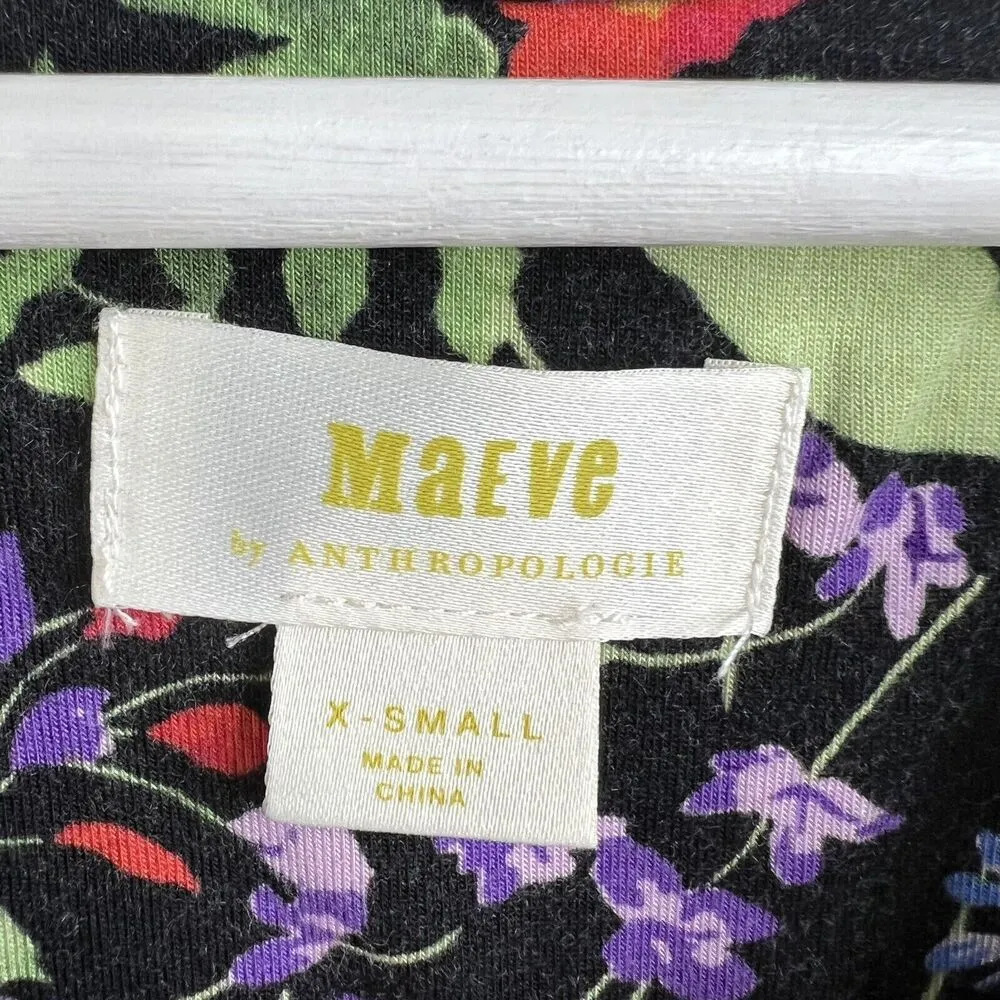 MaEVe
by ANTHROPOLOGIE
X-SMALL
MADE IN
CHINA